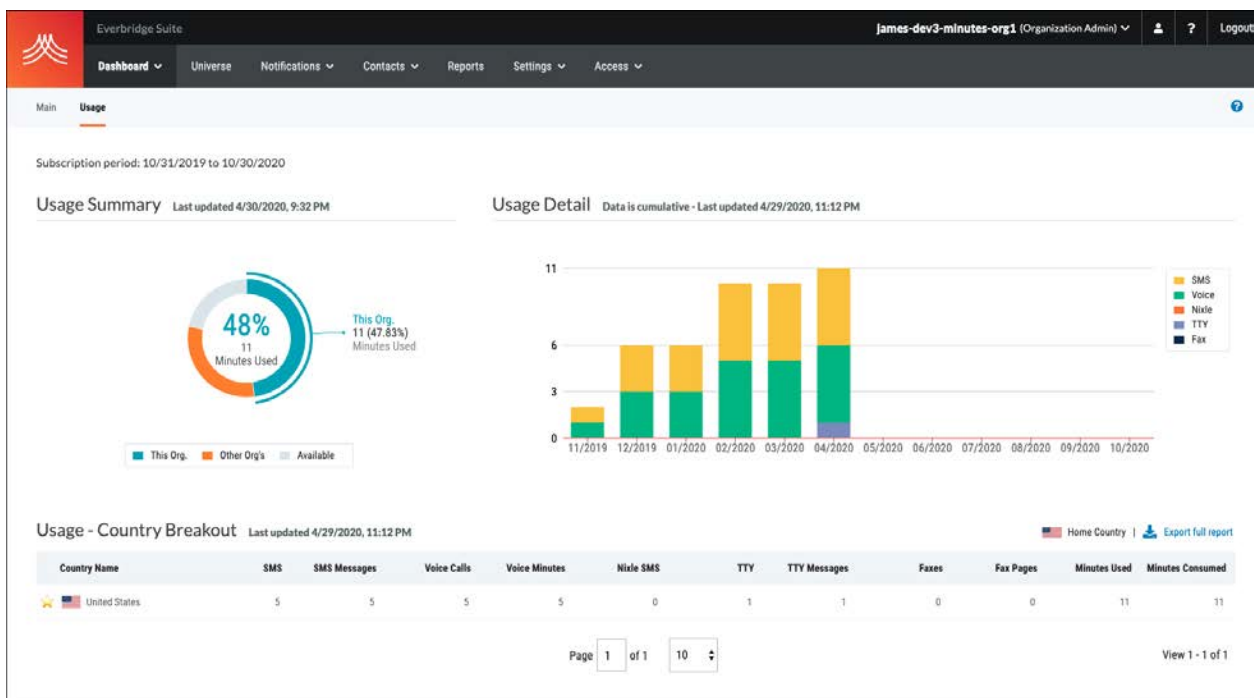 Everbridge Suite
james-dev3-minutes-org1 (Organization Admin)
?
Logout
Dashboard
Universe
Notifications
Contacts
Reports
Settings
Access
Main
Usage
?
Subscription period: 10/31/2019 to 10/30/2020
Usage Summary Last updated 4/30/2020, 9:32 PM
48%
11
Minutes Used
This Org.
11 (47.83%)
Minutes Used
This Org.
Other Org's
Available
Usage Detail Data is cumulative - Last updated 4/29/2020, 11:12 PM
11
6
3
0
11/2019 12/2019 01/2020 02/2020 03/2020 04/2020 05/2020 06/2020 07/2020 08/2020 09/2020 10/2020
SMS
Voice
Nixle
TTY
Fax
Usage - Country Breakout Last updated 4/29/2020, 11:12 PM
Home Country | Export full report
Country Name SMS SMS Messages Voice Calls Voice Minutes Nixle SMS TTY TTY Messages Faxes Fax Pages Minutes Used Minutes Consumed
United States 5 5 5 5 0 1 1 0 0 11 11
Page 1 of 1 10
View 1 - 1 of 1